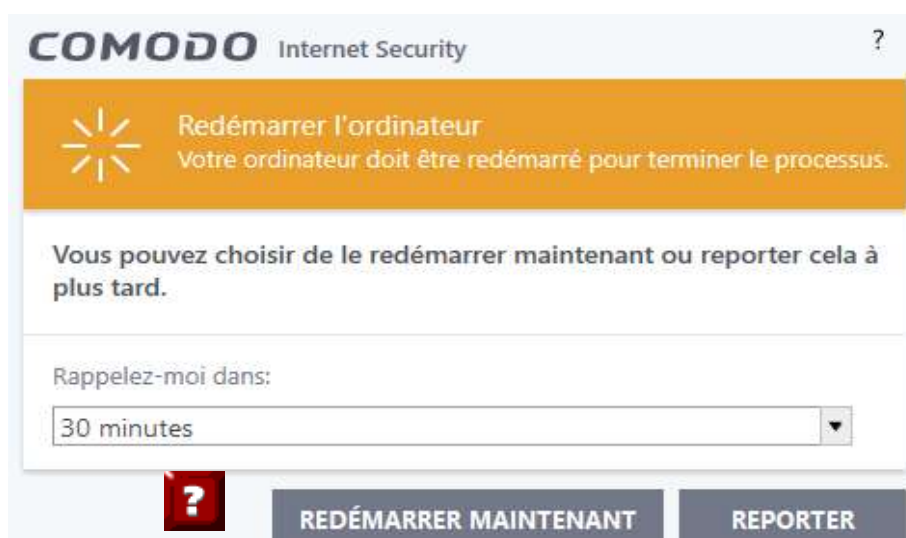 COMODO Internet Security ?
Redémarrer l'ordinateur
Votre ordinateur doit être redémarré pour terminer le processus.
Vous pouvez choisir de le redémarrer maintenant ou reporter cela à
plus tard.
Rappelez-moi dans:
30 minutes
? REDÉMARRER MAINTENANT REPORTER